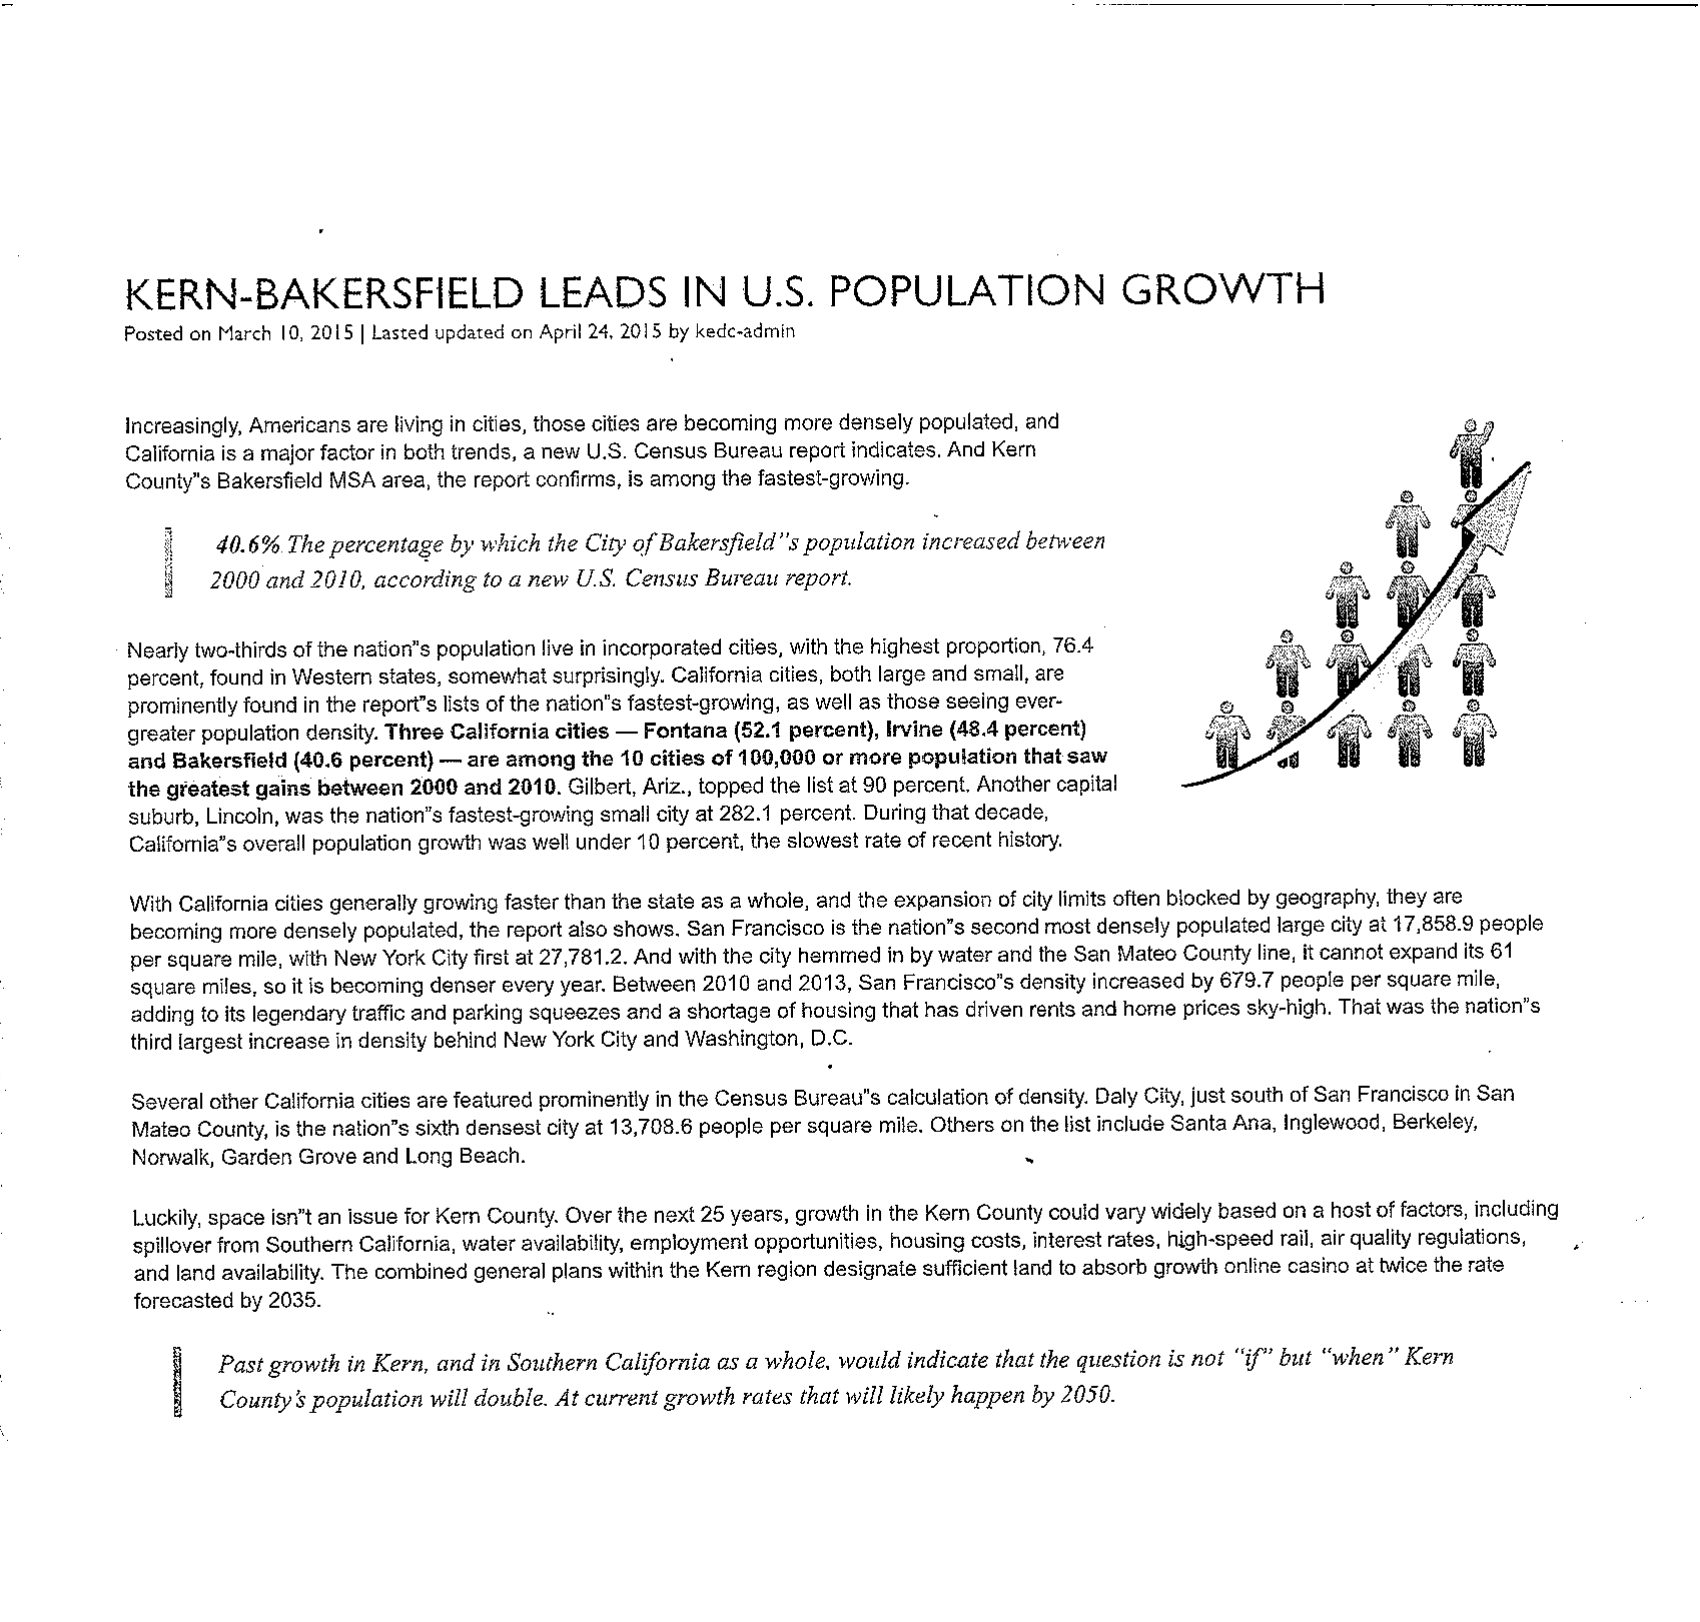 KERN-BAKERSFIELD LEADS IN U.S. POPULATION GROWTH
Posted on March 10, 2015 | Lasted updated on April 24, 2015 by kedc-admin
Increasingly, Americans are living in cities, those cities are becoming more densely populated, and
California is a major factor in both trends, a new U.S. Census Bureau report indicates. And Kern
County"s Bakersfield MSA area, the report confirms, is among the fastest-growing.
40.6% The percentage by which the City of Bakersfield"s population increased between
2000 and 2010, according to a new U.S. Census Bureau report.
Nearly two-thirds of the nation"s population live in incorporated cities, with the highest proportion, 76.4
percent, found in Western states, somewhat surprisingly. California cities, both large and small, are
prominently found in the report"s lists of the nation"s fastest-growing, as well as those seeing ever-
greater population density. Three California cities — Fontana (52.1 percent), Irvine (48.4 percent)
and Bakersfield (40.6 percent) — are among the 10 cities of 100,000 or more population that saw
the greatest gains between 2000 and 2010. Gilbert, Ariz., topped the list at 90 percent. Another capital
suburb, Lincoln, was the nation"s fastest-growing small city at 282.1 percent. During that decade,
California"s overall population growth was well under 10 percent, the slowest rate of recent history.
With California cities generally growing faster than the state as a whole, and the expansion of city limits often blocked by geography, they are
becoming more densely populated, the report also shows. San Francisco is the nation"s second most densely populated large city at 17,858.9 people
per square mile, with New York City first at 27,781.2. And with the city hemmed in by water and the San Mateo County line, it cannot expand its 61
square miles, so it is becoming denser every year. Between 2010 and 2013, San Francisco"s density increased by 679.7 people per square mile,
adding to its legendary traffic and parking squeezes and a shortage of housing that has driven rents and home prices sky-high. That was the nation"s
third largest increase in density behind New York City and Washington, D.C.
Several other California cities are featured prominently in the Census Bureau"s calculation of density. Daly City, just south of San Francisco in San
Mateo County, is the nation"s sixth densest city at 13,708.6 people per square mile. Others on the list include Santa Ana, Inglewood, Berkeley,
Norwalk, Garden Grove and Long Beach.
Luckily, space isn"t an issue for Kern County. Over the next 25 years, growth in the Kern County could vary widely based on a host of factors, including
spillover from Southern California, water availability, employment opportunities, housing costs, interest rates, high-speed rail, air quality regulations,
and land availability. The combined general plans within the Kern region designate sufficient land to absorb growth online casino at twice the rate
forecasted by 2035.
Past growth in Kern, and in Southern California as a whole, would indicate that the question is not "if" but "when" Kern
County's population will double. At current growth rates that will likely happen by 2050.